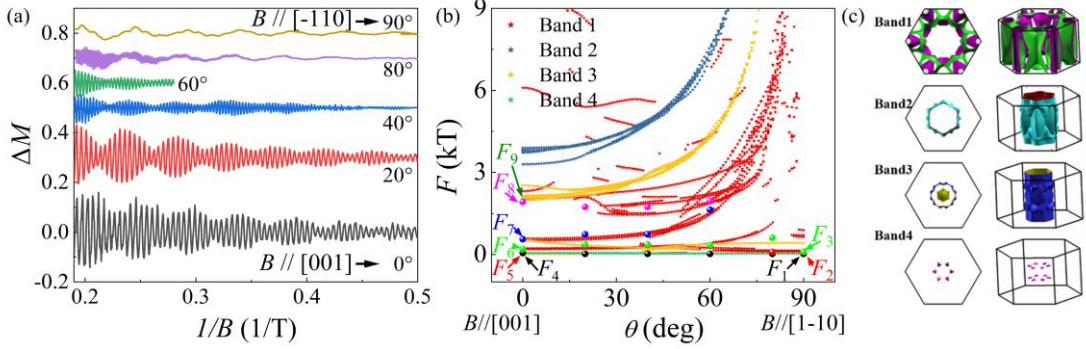 (a)
B // [-110] → 90°
80°
60°
40°
20°
B // [001] → 0°
ΔM
0.8
0.6
0.4
0.2
0.0
-0.2
0.2 0.3 0.4 0.5
1/B (1/T)
(b)
Band 1
Band 2
Band 3
Band 4
F (kT)
9
6
3
0
F9
F8
F7
F6
F5
F4
F3
F1
F2
0 30 60 90
θ (deg)
B//[001]
B//[1-10]
(c)
Band1
Band2
Band3
Band4